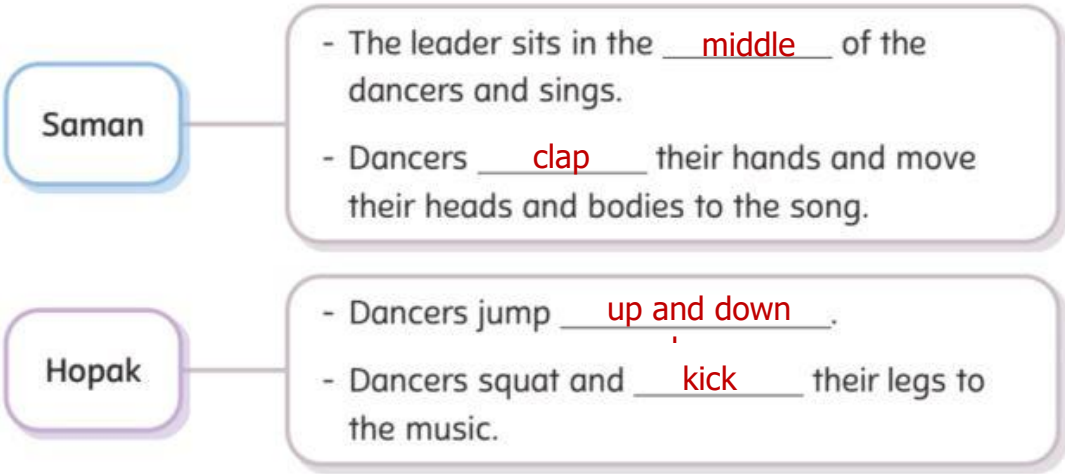 Saman
- The leader sits in the middle of the
dancers and sings.
- Dancers clap their hands and move
their heads and bodies to the song.
Hopak
- Dancers jump up and down.
- Dancers squat and kick their legs to
the music.